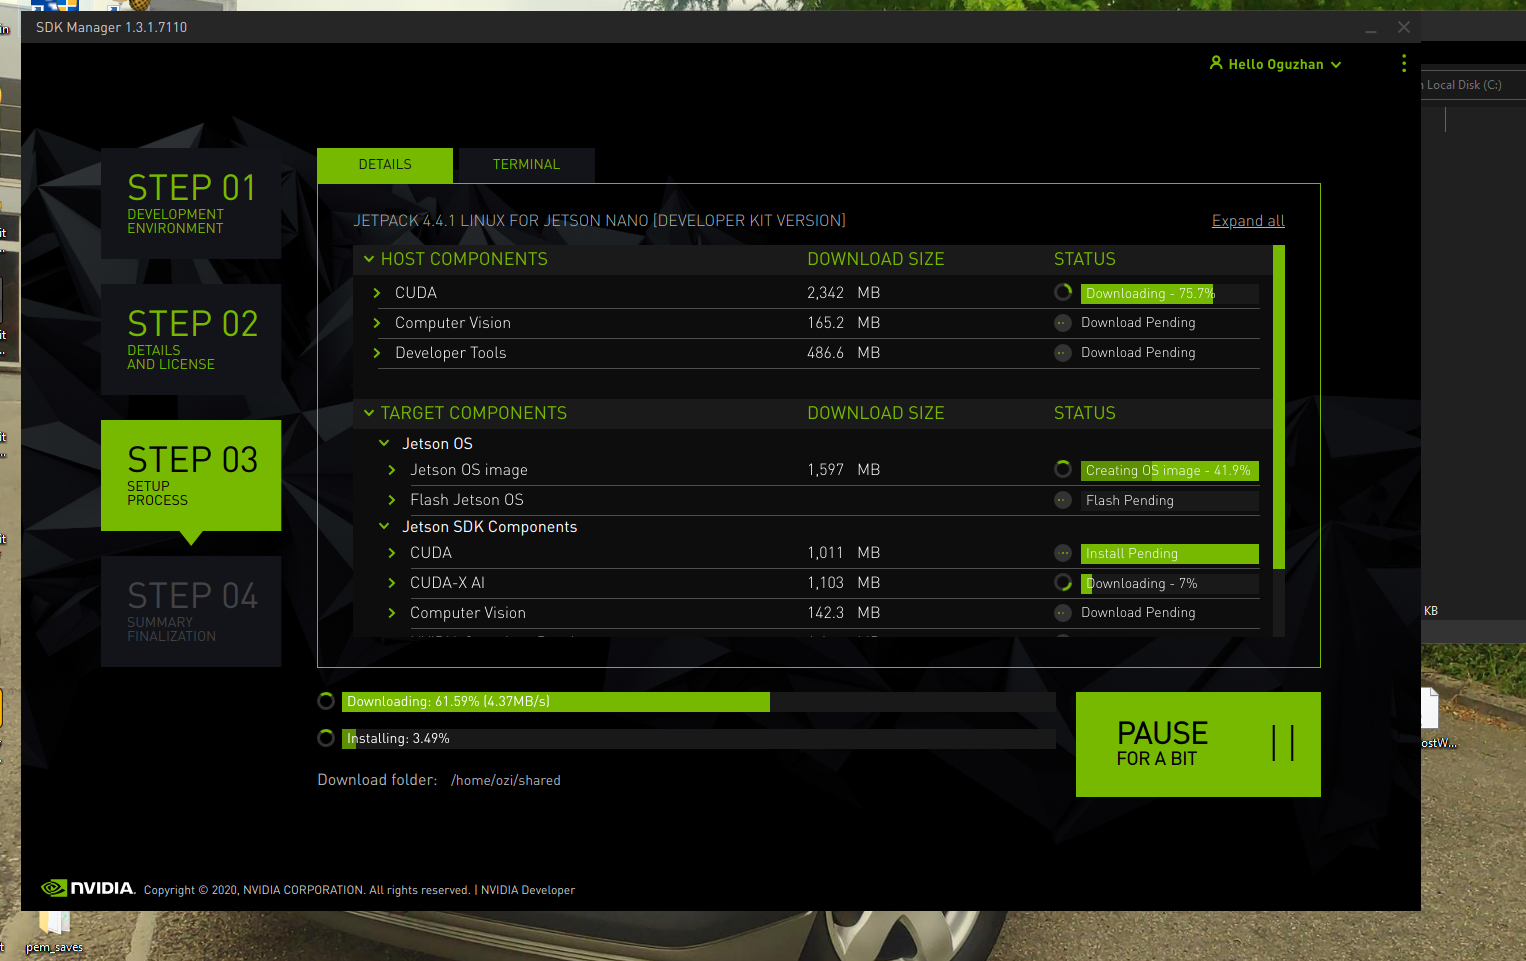 SDK Manager 1.3.1.7110
Hello Oguzhan
Local Disk (C:)
STEP 01
DEVELOPMENT
ENVIRONMENT
STEP 02
DETAILS
AND LICENSE
STEP 03
SETUP
PROCESS
STEP 04
SUMMARY
FINALIZATION
DETAILS TERMINAL
JETPACK 4.4.1 LINUX FOR JETSON NANO [DEVELOPER KIT VERSION] Expand all
HOST COMPONENTS DOWNLOAD SIZE STATUS
CUDA 2,342 MB Downloading - 75.7%
Computer Vision 165.2 MB Download Pending
Developer Tools 486.6 MB Download Pending
TARGET COMPONENTS DOWNLOAD SIZE STATUS
Jetson OS
Jetson OS image 1,597 MB Creating OS image - 41.9%
Flash Jetson OS Flash Pending
Jetson SDK Components
CUDA 1,011 MB Install Pending
CUDA-X AI 1,103 MB Downloading - 7%
Computer Vision 142.3 MB Download Pending
KB
Downloading: 61.59% (4.37MB/s)
Installing: 3.49%
Download folder: /home/ozi/shared
PAUSE
FOR A BIT
ostW...
NVIDIA. Copyright © 2020, NVIDIA CORPORATION. All rights reserved. | NVIDIA Developer
pem_saves